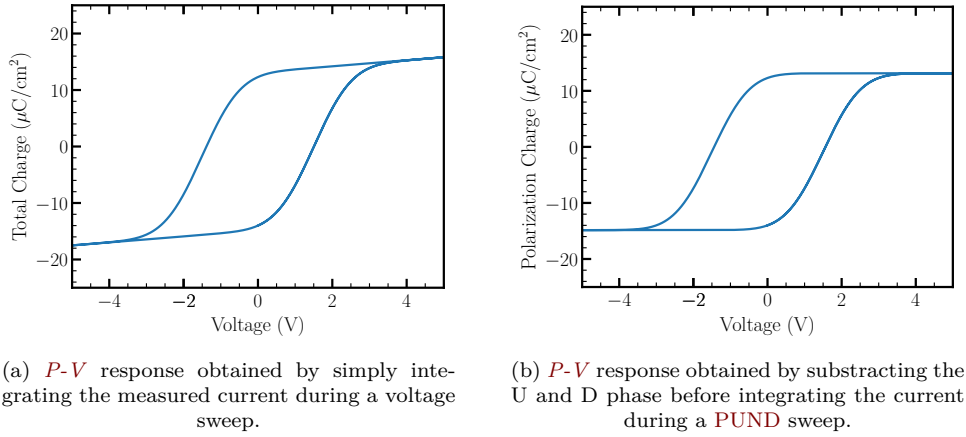 20
10
0
−10
−20
Total Charge (μC/cm²)
−4
−2
0
2
4
Voltage (V)
20
10
0
−10
−20
Polarization Charge (μC/cm²)
−4
−2
0
2
4
Voltage (V)
(a) P-V response obtained by simply inte-
grating the measured current during a voltage
sweep.
(b) P-V response obtained by substracting the
U and D phase before integrating the current
during a PUND sweep.